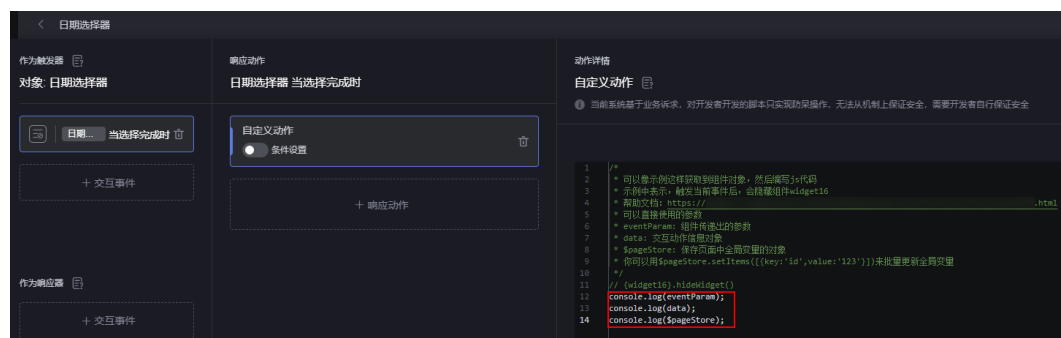 日期选择器
作为触发器
对象: 日期选择器
日期... 当选择完成时
+ 交互事件
作为响应器
+ 交互事件
响应动作
日期选择器 当选择完成时
自定义动作
条件设置
+ 响应动作
动作详情
自定义动作
当前系统基于业务诉求, 对开发者开发的脚本只实现防呆操作, 无法从机制上保证安全, 需要开发者自行保证安全
1 /*
2 * 可以像示例这样获取到组件对象, 然后编写js代码
3 * 示例中表示, 触发当前事件后, 会隐藏组件widget16
4 * 帮助文档: https:// .html
5 * 可以直接使用的参数
6 * eventParam: 组件传递出的参数
7 * data: 交互动作信息对象
8 * $pageStore: 保存页面中全局变量的对象
9 * 你可以用$pageStore.setItems([{key:'id',value:'123'}])来批量更新全局变量
10 */
11 // {widget16}.hideWidget()
12 console.log(eventParam);
13 console.log(data);
14 console.log($pageStore);